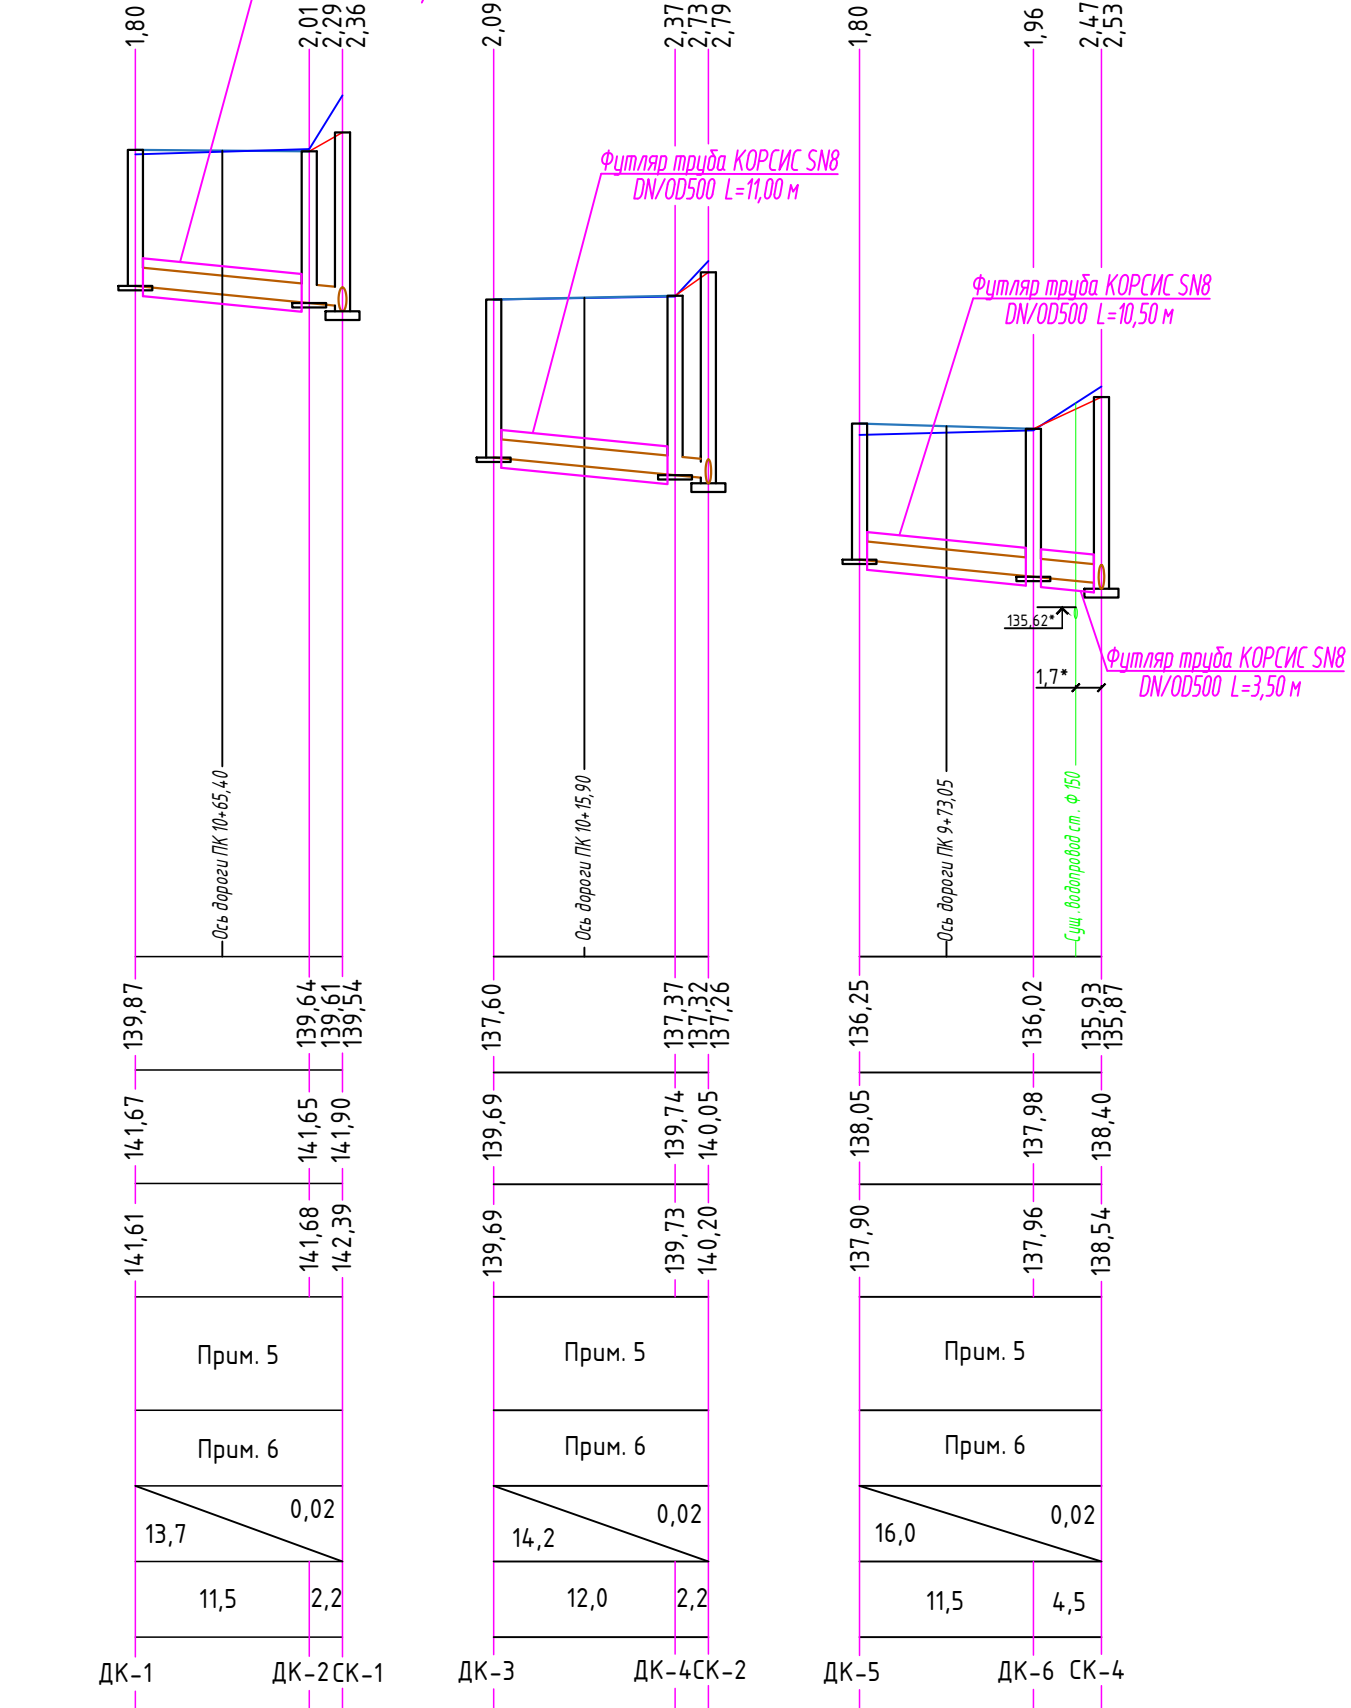 1,80
2,01
2,29
2,36
2,09
2,37
2,73
2,79
1,80
1,96
2,47
2,53
Футляр труба КОРСИС SN8
DN/OD500 L=11,00 м
Футляр труба КОРСИС SN8
DN/OD500 L=10,50 м
135,62*
1,7*
Футляр труба КОРСИС SN8
DN/OD500 L=3,50 м
Ось дороги ПК 10+65,40
Ось дороги ПК 10+15,90
Ось дороги ПК 9+73,05
Сущ. водопровод ст. Ф 150
139,87
139,64
139,61
139,54
137,60
137,37
137,32
137,26
136,25
136,02
135,93
135,87
141,67
141,65
141,90
139,69
139,74
140,05
138,05
137,98
138,40
141,61
141,68
142,39
139,69
139,73
140,20
137,90
137,96
138,54
Прим. 5
Прим. 5
Прим. 5
Прим. 6
Прим. 6
Прим. 6
13,7
0,02
14,2
0,02
16,0
0,02
11,5
2,2
12,0
2,2
11,5
4,5
ДК-1
ДК-2
СК-1
ДК-3
ДК-4
СК-2
ДК-5
ДК-6
СК-4